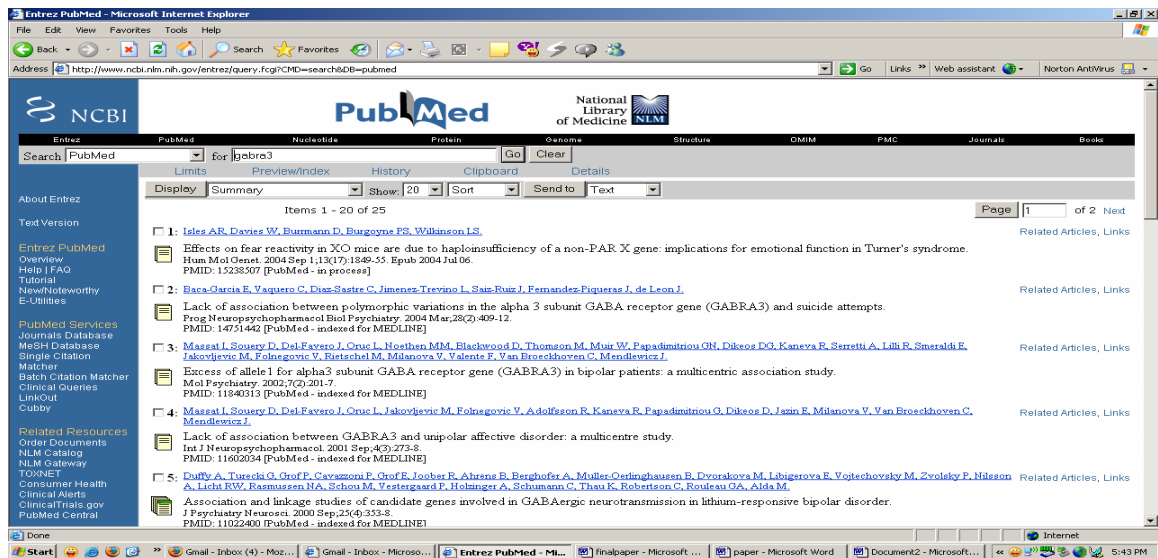 Entrez PubMed - Microsoft Internet Explorer
File Edit View Favorites Tools Help
Back Search Favorites
Address http://www.ncbi.nlm.nih.gov/entrez/query.fcgi?CMD=search&DB=pubmed Go Links Web assistant Norton AntiVirus
NCBI PubMed National Library of Medicine NLM
Entrez PubMed Nucleotide Protein Genome Structure OMIM PMC Journals Books
Search PubMed for gabra3 Go Clear
Limits Preview/Index History Clipboard Details
Display Summary Show: 20 Sort Send to Text
Items 1 - 20 of 25 Page 1 of 2 Next
About Entrez
Text Version
Entrez PubMed
Overview
Help | FAQ
Tutorial
New/Noteworthy
E-Utilities
PubMed Services
Journals Database
MeSH Database
Single Citation
Matcher
Batch Citation Matcher
Clinical Queries
LinkOut
Cubby
Related Resources
Order Documents
NLM Catalog
NLM Gateway
TOXNET
Consumer Health
Clinical Alerts
ClinicalTrials.gov
PubMed Central
1: Isles AR, Davies W, Burrmann D, Burgoyne PS, Wilkinson LS. Related Articles, Links
Effects on fear reactivity in XO mice are due to haploinsufficiency of a non-PAR X gene: implications for emotional function in Turner's syndrome.
Hum Mol Genet. 2004 Sep 1;13(17):1849-55. Epub 2004 Jul 06.
PMID: 15238507 [PubMed - in process]
2: Baca-Garcia E, Vaquero C, Diaz-Sastre C, Jimenez-Trevino L, Saiz-Ruiz J, Fernandez-Piqueras J, de Leon J. Related Articles, Links
Lack of association between polymorphic variations in the alpha 3 subunit GABA receptor gene (GABRA3) and suicide attempts.
Prog Neuropsychopharmacol Biol Psychiatry. 2004 Mar;28(2):409-12.
PMID: 14751442 [PubMed - indexed for MEDLINE]
3: Massat I, Souery D, Del-Favero J, Oruc L, Noethen MM, Blackwood D, Thomson M, Muir W, Papadimitriou GN, Dikeos DG, Kaneva R, Serretti A, Lilli R, Smeraldi E, Related Articles, Links
Jakovljevic M, Folnegovic V, Rietschel M, Milanova V, Valente F, Van Broeckhoven C, Mendlewicz J.
Excess of allele1 for alpha3 subunit GABA receptor gene (GABRA3) in bipolar patients: a multicentric association study.
Mol Psychiatry. 2002;7(2):201-7.
PMID: 11840313 [PubMed - indexed for MEDLINE]
4: Massat I, Souery D, Del-Favero J, Oruc L, Jakovljevic M, Folnegovic V, Adolfsson R, Kaneva R, Papadimitriou G, Dikeos D, Jazin E, Milanova V, Van Broeckhoven C, Related Articles, Links
Mendlewicz J.
Lack of association between GABRA3 and unipolar affective disorder: a multicentre study.
Int J Neuropsychopharmacol. 2001 Sep;4(3):273-8.
PMID: 11602034 [PubMed - indexed for MEDLINE]
5: Duffy A, Turecki G, Grof P, Cavazzoni P, Grof E, Joober R, Ahrens B, Berghofer A, Muller-Oerlinghausen B, Dvorakova M, Libigerova E, Vojtechovsky M, Zvolsky P, Nilsson Related Articles, Links
A, Licht RW, Rasmussen NA, Schou M, Vestergaard P, Holzinger A, Schumann C, Thau K, Robertson C, Rouleau GA, Alda M.
Association and linkage studies of candidate genes involved in GABAergic neurotransmission in lithium-responsive bipolar disorder.
J Psychiatry Neurosci. 2000 Sep;25(4):353-8.
PMID: 11022400 [PubMed - indexed for MEDLINE]
Done Internet
Start Gmail - Inbox (4) - Moz... Gmail - Inbox - Microso... Entrez PubMed - Mi... finalpaper - Microsoft ... paper - Microsoft Word Document2 - Microsoft... 5:43 PM